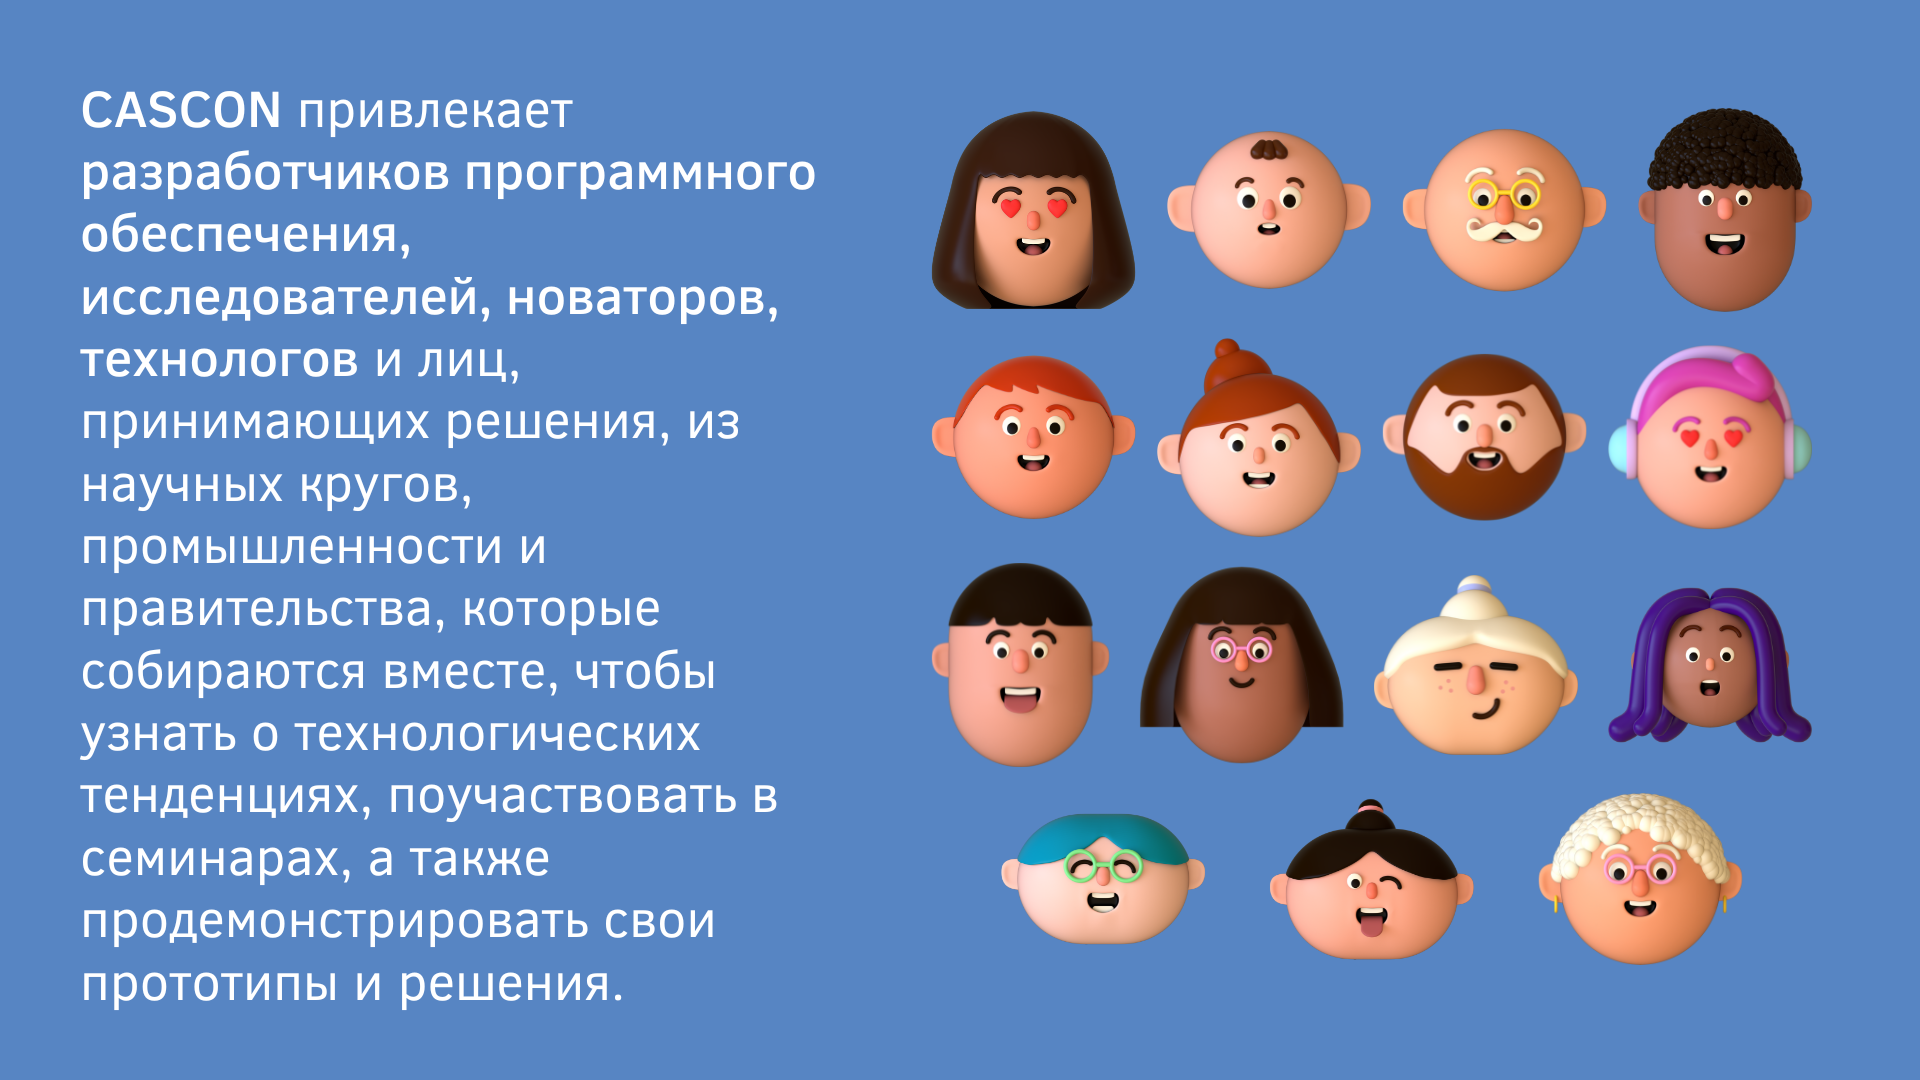 CASCON привлекает
разработчиков программного
обеспечения,
исследователей, новаторов,
технологов и лиц,
принимающих решения, из
научных кругов,
промышленности и
правительства, которые
собираются вместе, чтобы
узнать о технологических
тенденциях, поучаствовать в
семинарах, а также
продемонстрировать свои
прототипы и решения.